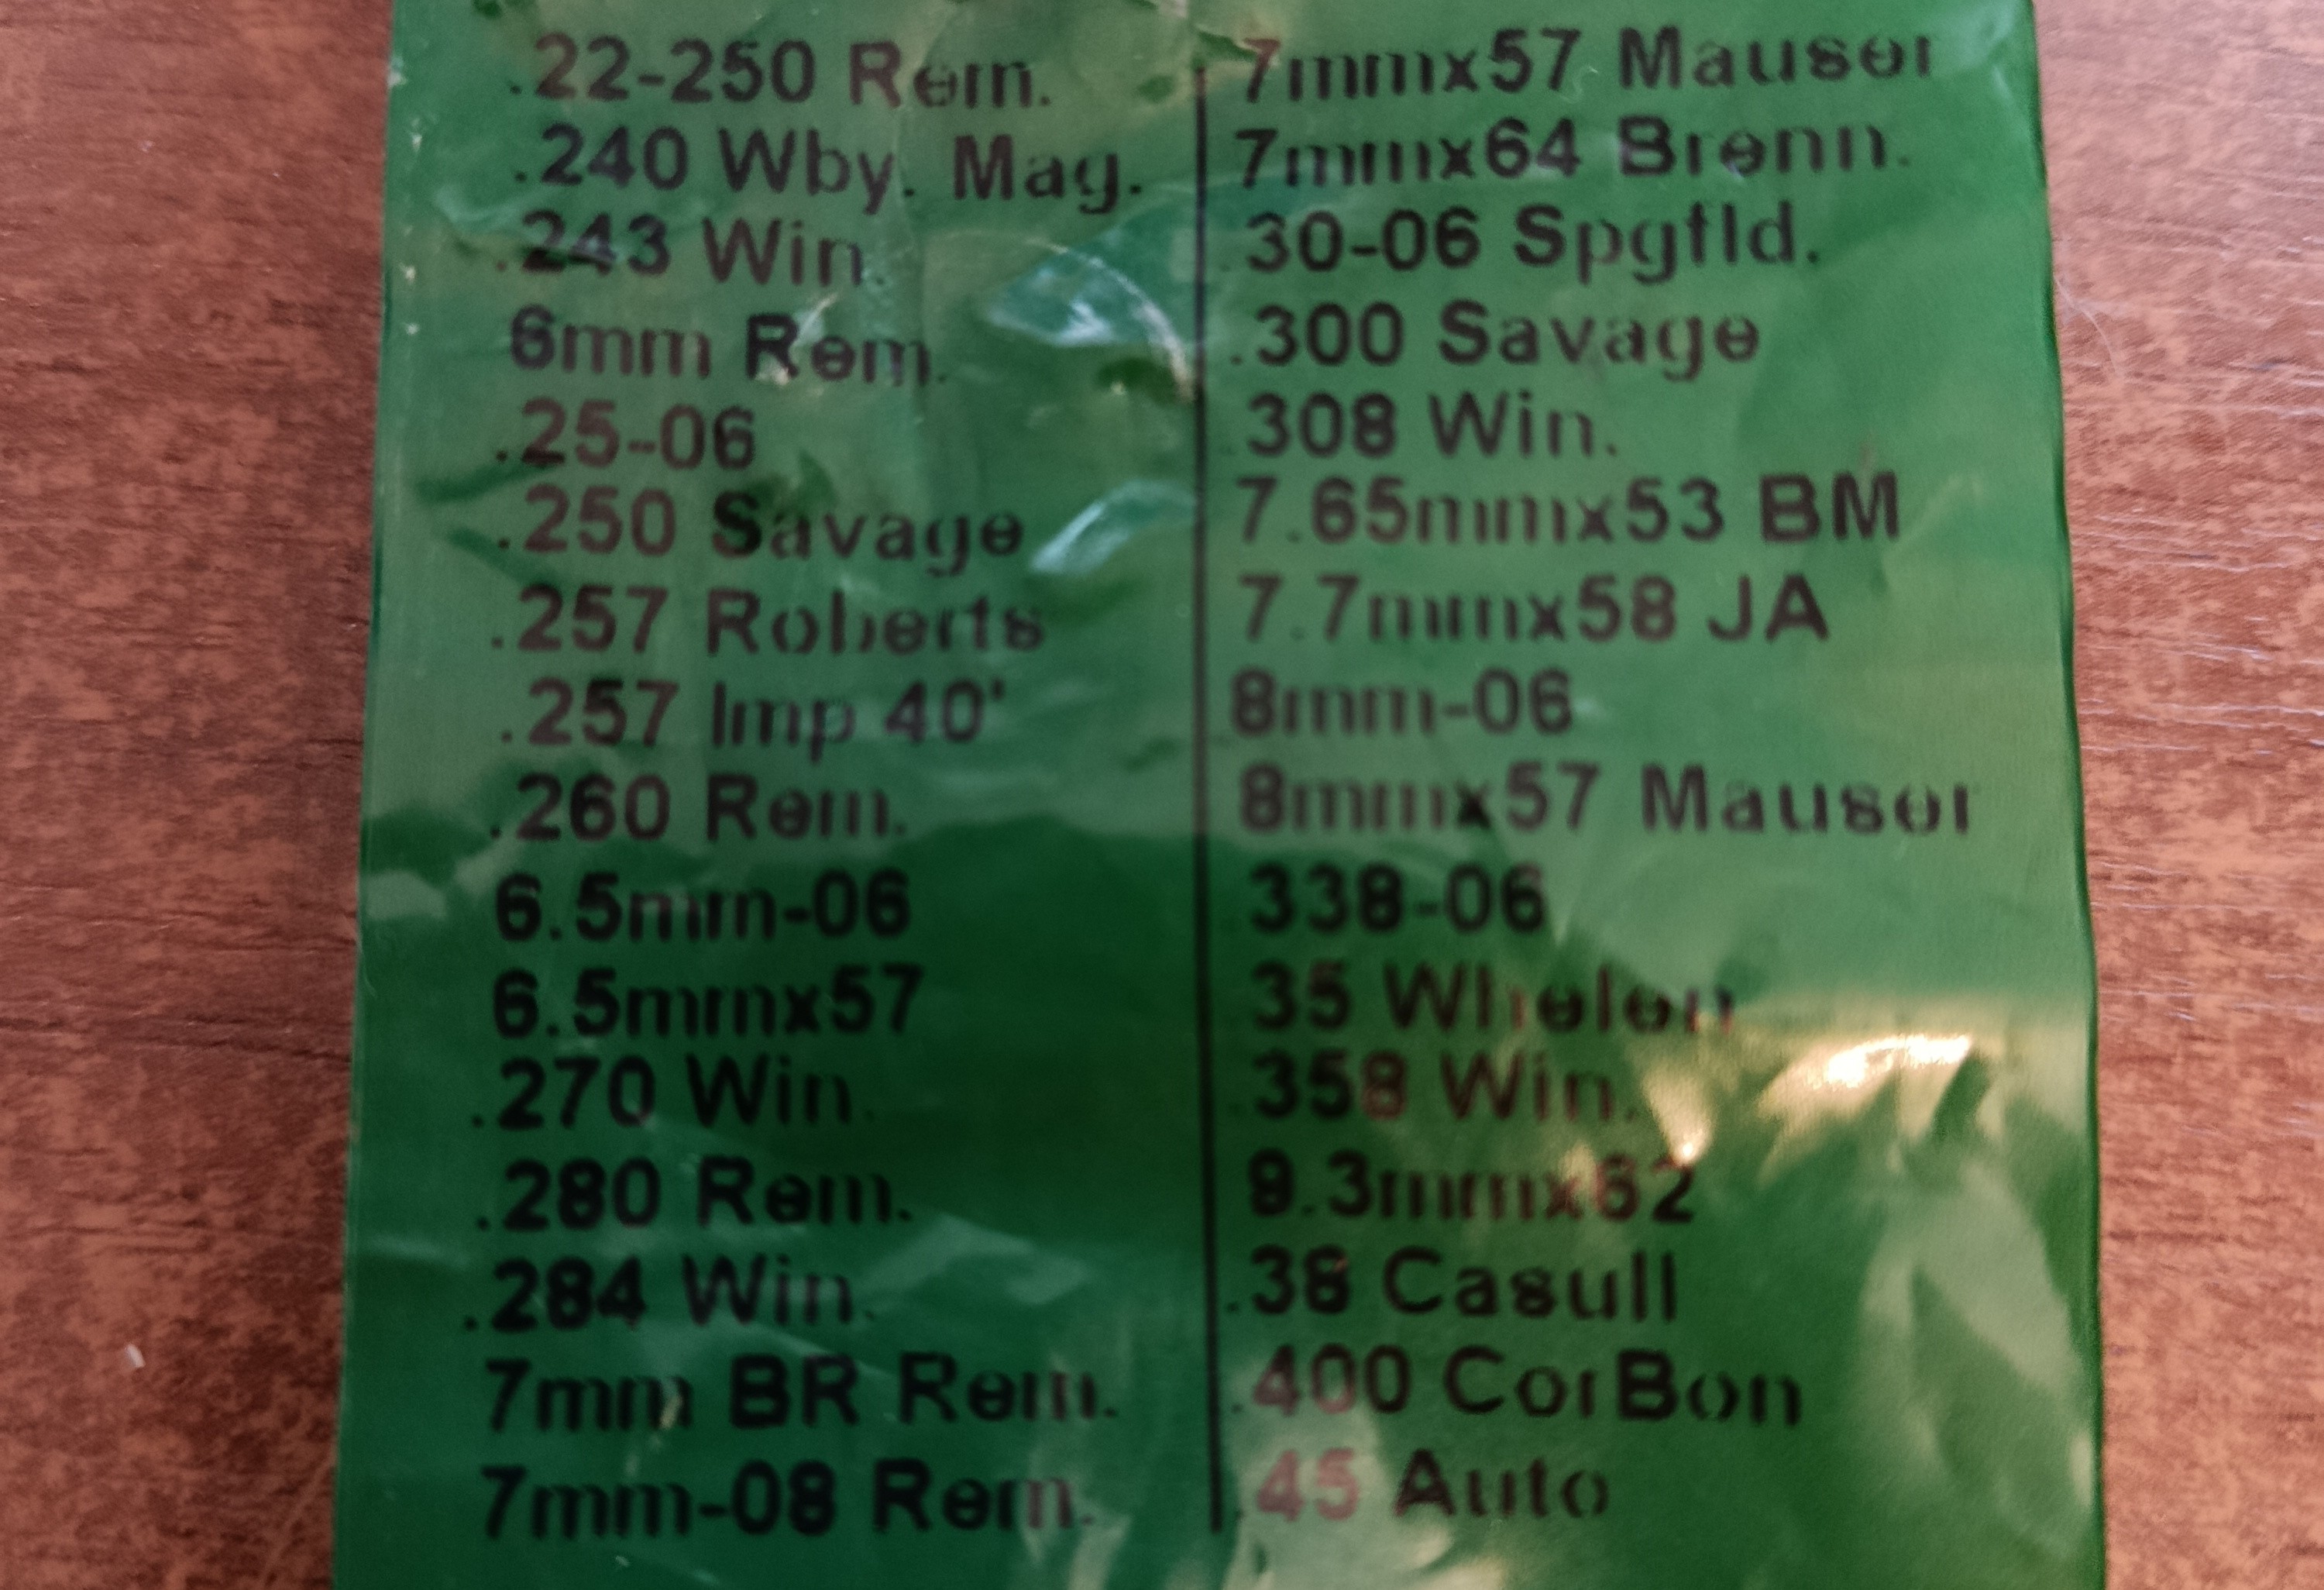 .22-250 Rem.
.240 Wby. Mag.
.243 Win.
6mm Rem.
.25-06
.250 Savage
.257 Roberts
.257 Imp 40'
.260 Rem.
6.5mm-06
6.5mmx57
.270 Win.
.280 Rem.
.284 Win.
7mm BR Rem.
7mm-08 Rem.
7mmx57 Mauser
7mmx64 Brenn.
.30-06 Spgfld.
.300 Savage
.308 Win.
7.65mmx53 BM
7.7mmx58 JA
8mm-06
8mmx57 Mauser
.338-06
.35 Whelen
.358 Win.
9.3mmx62
.38 Casull
.400 CorBon
.45 Auto